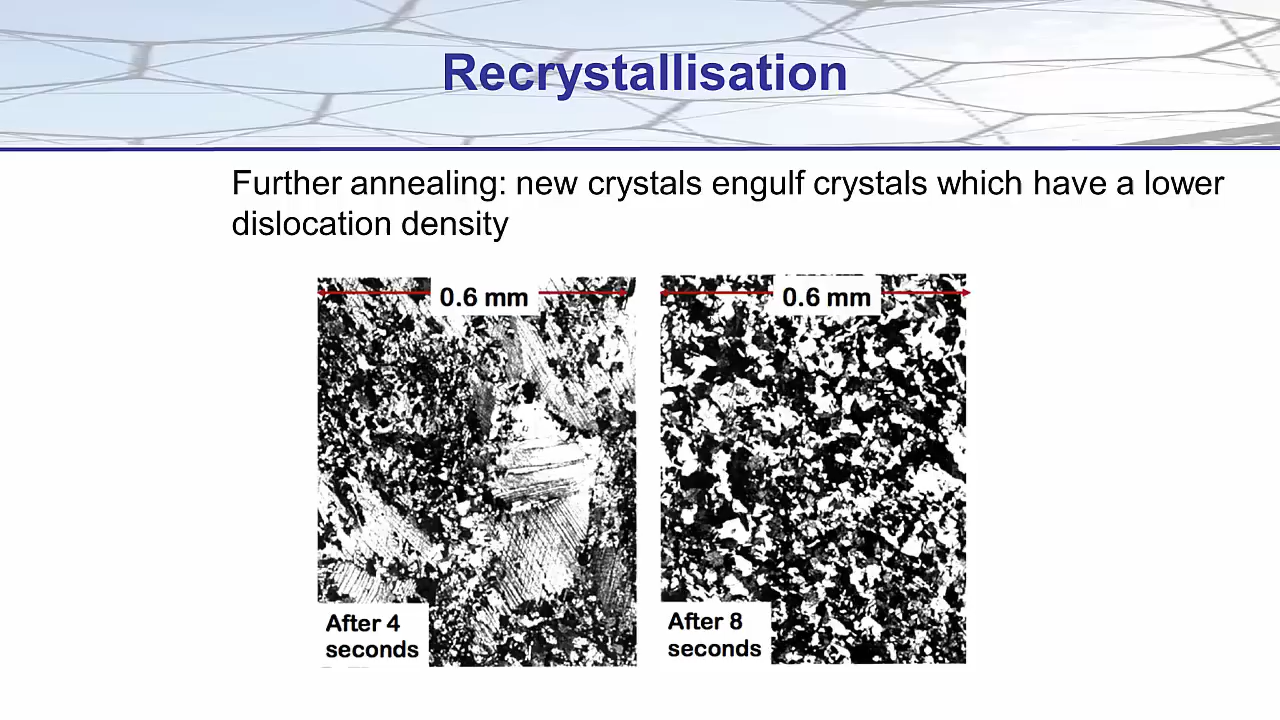 Recrystallisation
Further annealing: new crystals engulf crystals which have a lower
dislocation density
0.6 mm
0.6 mm
After 4
seconds
After 8
seconds